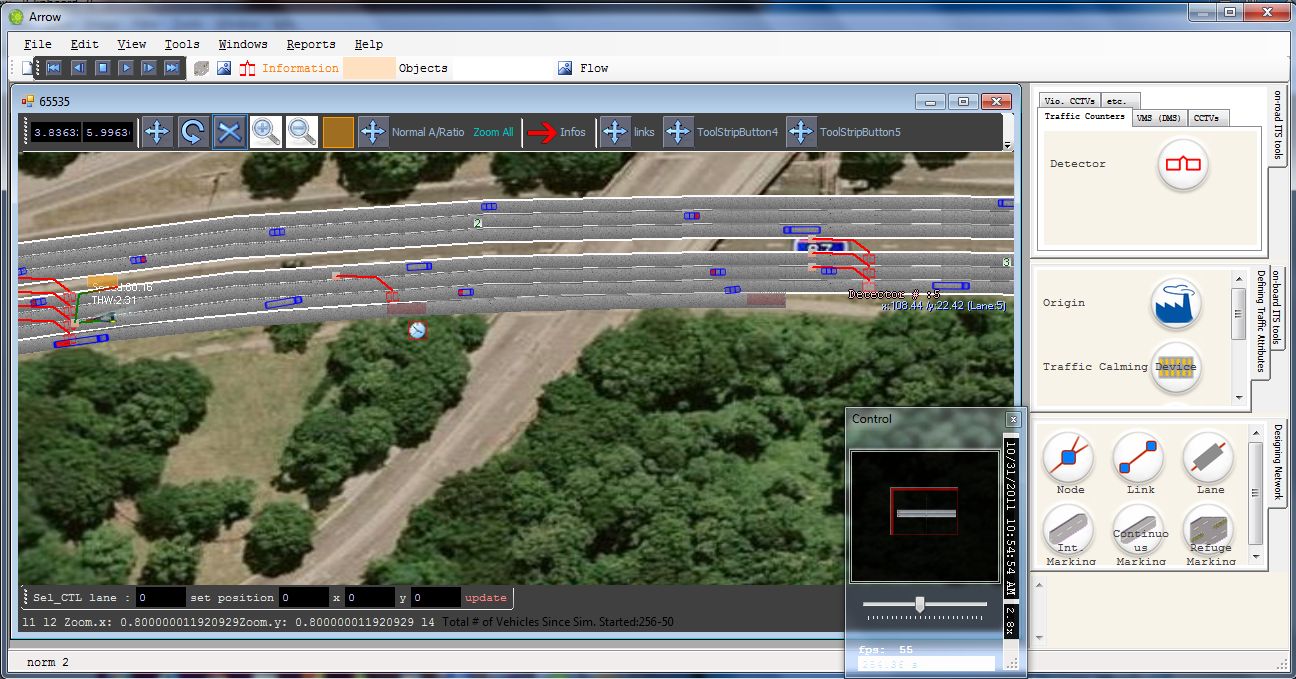 Arrow
File Edit View Tools Windows Reports Help
Information Objects Flow
65535
3.8363 5.9963 Normal A/Ratio Zoom All Infos links ToolStripButton4 ToolStripButton5
2
87
3
Speed:80.16
THW:2.31
Detector # :5
x:108.44 /y:22.42 (Lane:5)
Sel_CTL lane : 0 set position 0 x 0 y 0 update
l1 l2 Zoom.x: 0.800000011920929Zoom.y: 0.800000011920929 l4 Total # of Vehicles Since Sim. Started:256-50
norm 2
Control
10/31/2011 10:54:54 AM
2.8x
fps: 55
Vio. CCTVs etc.
Traffic Counters VMS (DMS) CCTVs
Detector
on-road ITS tools
Origin
Traffic Calming Device
on-board ITS tools
Defining Traffic Attributes
Node Link Lane
Int. Marking
Continuous Marking
Refuge Marking
Designing Network